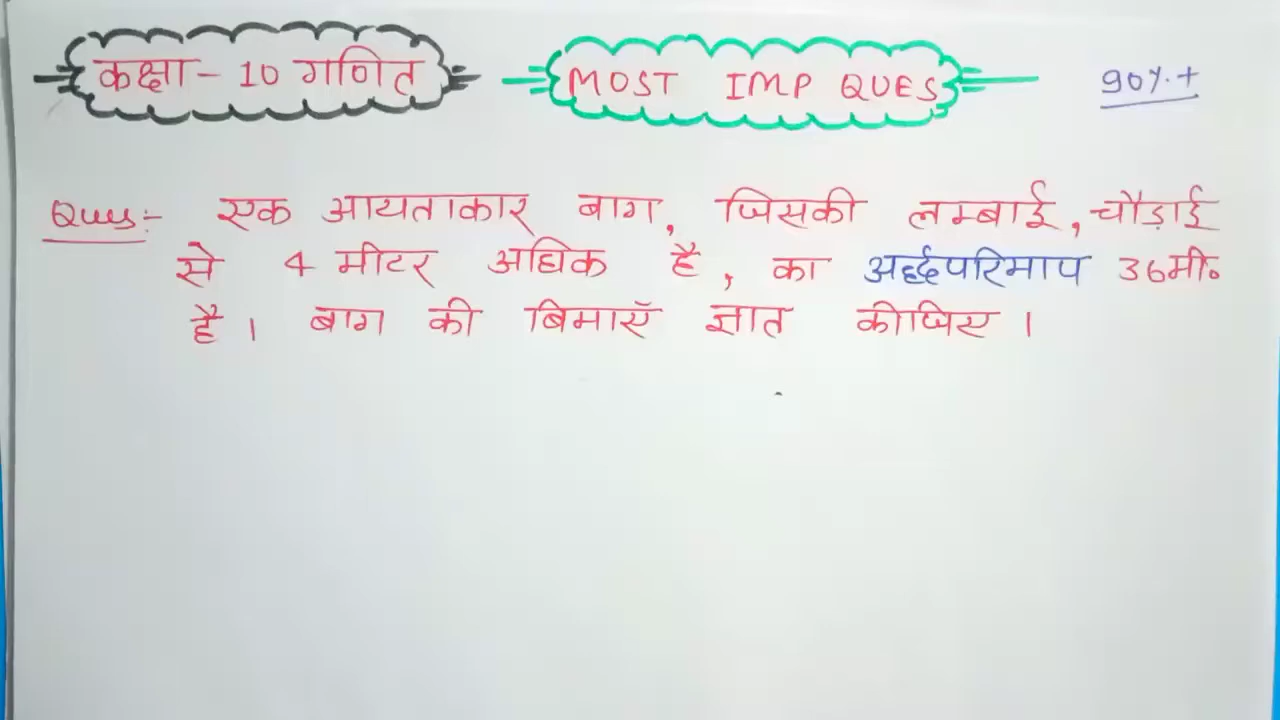 कक्षा - 10 गणित MOST IMP QUES 90%.+
Ques:- एक आयताकार बाग, जिसकी लम्बाई, चौड़ाई
से 4 मीटर अधिक है, का अर्द्धपरिमाप 36मी०
है। बाग की बिमाएँ ज्ञात कीजिए।